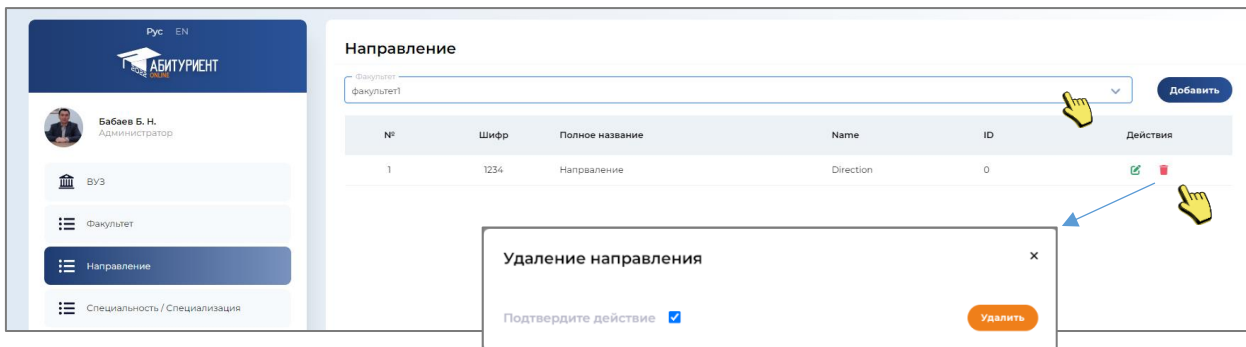 Рус EN
АБИТУРИЕНТ
ONLINE
Бабаев Б. Н.
Администратор
ВУЗ
Факультет
Направление
Специальность / Специализация
Направление
Факультет
факультет1
Добавить
№ Шифр Полное название Name ID Действия
1 1234 Напрваление Direction 0
Удаление направления ×
Подтвердите действие Удалить